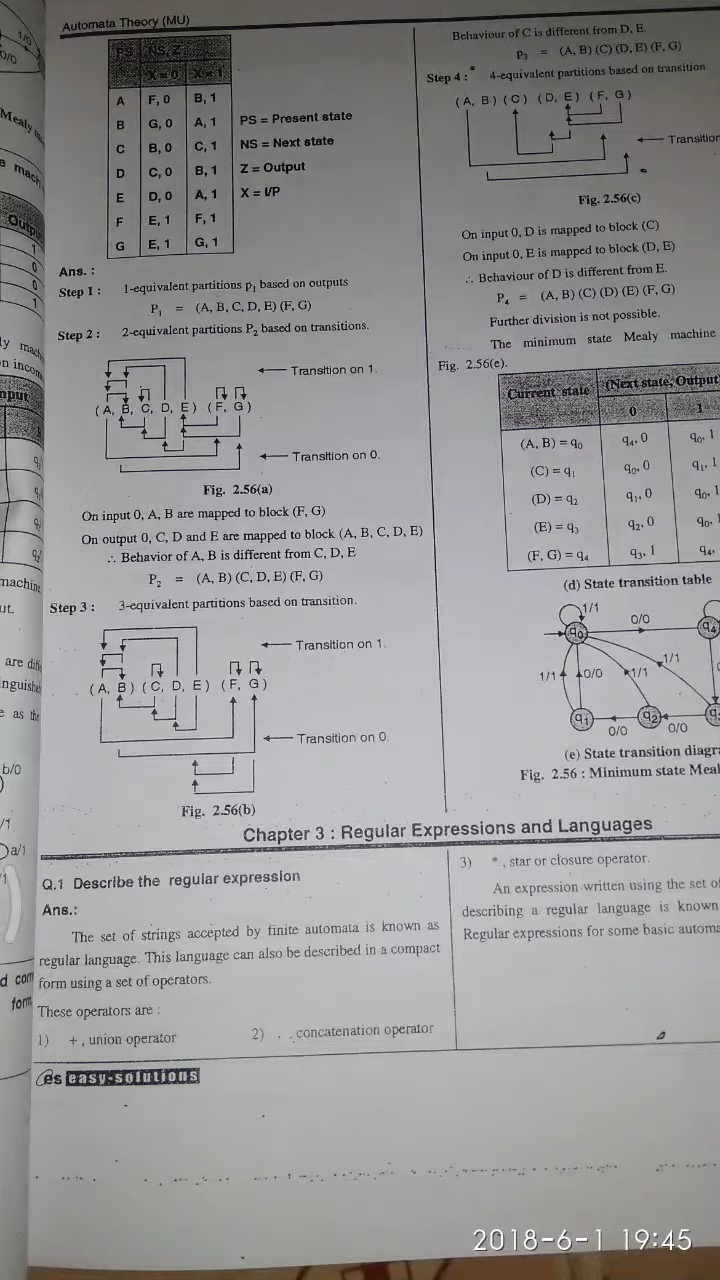 Automata Theory (MU)
PS NS, Z
X = 0 X = 1
A F, 0 B, 1
B G, 0 A, 1
C B, 0 C, 1
D C, 0 B, 1
E D, 0 A, 1
F E, 1 F, 1
G E, 1 G, 1
PS = Present state
NS = Next state
Z = Output
X = I/P
Ans. :
Step 1 : 1-equivalent partitions p1 based on outputs
P1 = (A, B, C, D, E) (F, G)
Step 2 : 2-equivalent partitions P2 based on transitions.
Transition on 1.
(A, B, C, D, E) (F, G)
Transition on 0.
Fig. 2.56(a)
On input 0, A, B are mapped to block (F, G)
On output 0, C, D and E are mapped to block (A, B, C, D, E)
∴ Behavior of A, B is different from C, D, E
P2 = (A, B) (C, D, E) (F, G)
Step 3 : 3-equivalent partitions based on transition.
Transition on 1.
(A, B) (C, D, E) (F, G)
Transition on 0.
Fig. 2.56(b)
Behaviour of C is different from D, E
P3 = (A, B) (C) (D, E) (F, G)
Step 4 : 4-equivalent partitions based on transition
(A, B) (C) (D, E) (F, G)
Transition
Fig. 2.56(c)
On input 0, D is mapped to block (C)
On input 0, E is mapped to block (D, E)
∴ Behaviour of D is different from E.
P4 = (A, B) (C) (D) (E) (F, G)
Further division is not possible.
The minimum state Mealy machine
Fig. 2.56(e).
Current state (Next state, Output
0 1
(A, B) = q0 q4, 0 q0, 1
(C) = q1 q0, 0 q1, 1
(D) = q2 q1, 0 q0, 1
(E) = q3 q2, 0 q0, 1
(F, G) = q4 q3, 1 q4,
(d) State transition table
1/1
0/0
q0 q4
1/1 0/0 1/1 1/1
q1 q2
0/0 0/0
(e) State transition diagra
Fig. 2.56 : Minimum state Meal
Chapter 3 : Regular Expressions and Languages
Q.1 Describe the regular expression
Ans.:
The set of strings accepted by finite automata is known as
regular language. This language can also be described in a compact
form using a set of operators.
These operators are :
1) + , union operator 2) . , concatenation operator
3) * , star or closure operator.
An expression written using the set of
describing a regular language is known
Regular expressions for some basic automa
es easy-solutions
2018-6-1 19:45